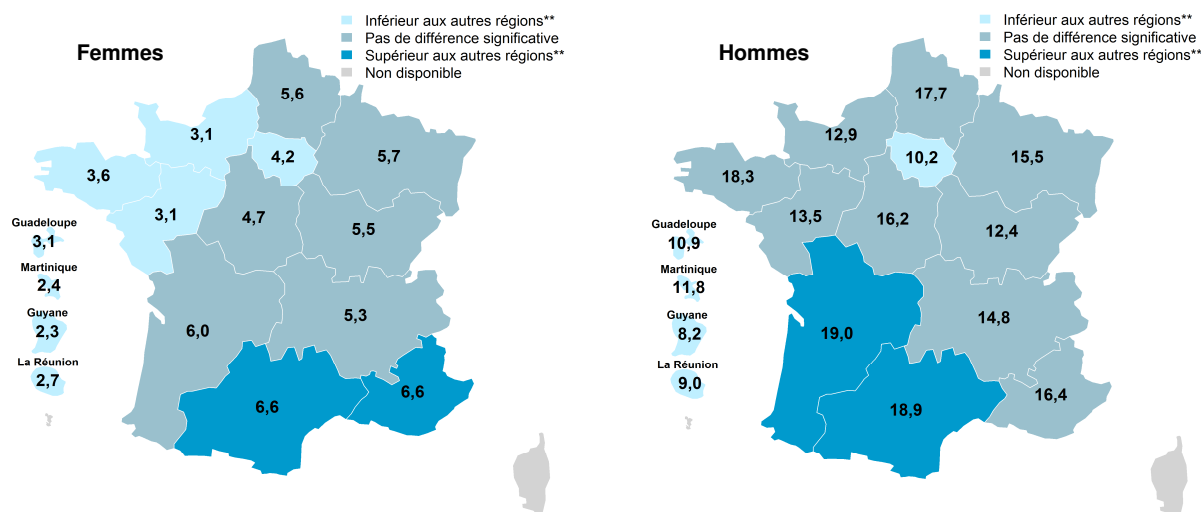 Femmes
Inférieur aux autres régions**
Pas de différence significative
Supérieur aux autres régions**
Non disponible
5,6
3,1
4,2
5,7
3,6
3,1
4,7
5,5
Guadeloupe
3,1
Martinique
2,4
Guyane
2,3
La Réunion
2,7
6,0
5,3
6,6
6,6
Hommes
Inférieur aux autres régions**
Pas de différence significative
Supérieur aux autres régions**
Non disponible
17,7
12,9
10,2
15,5
18,3
13,5
16,2
12,4
Guadeloupe
10,9
Martinique
11,8
Guyane
8,2
La Réunion
9,0
19,0
14,8
18,9
16,4